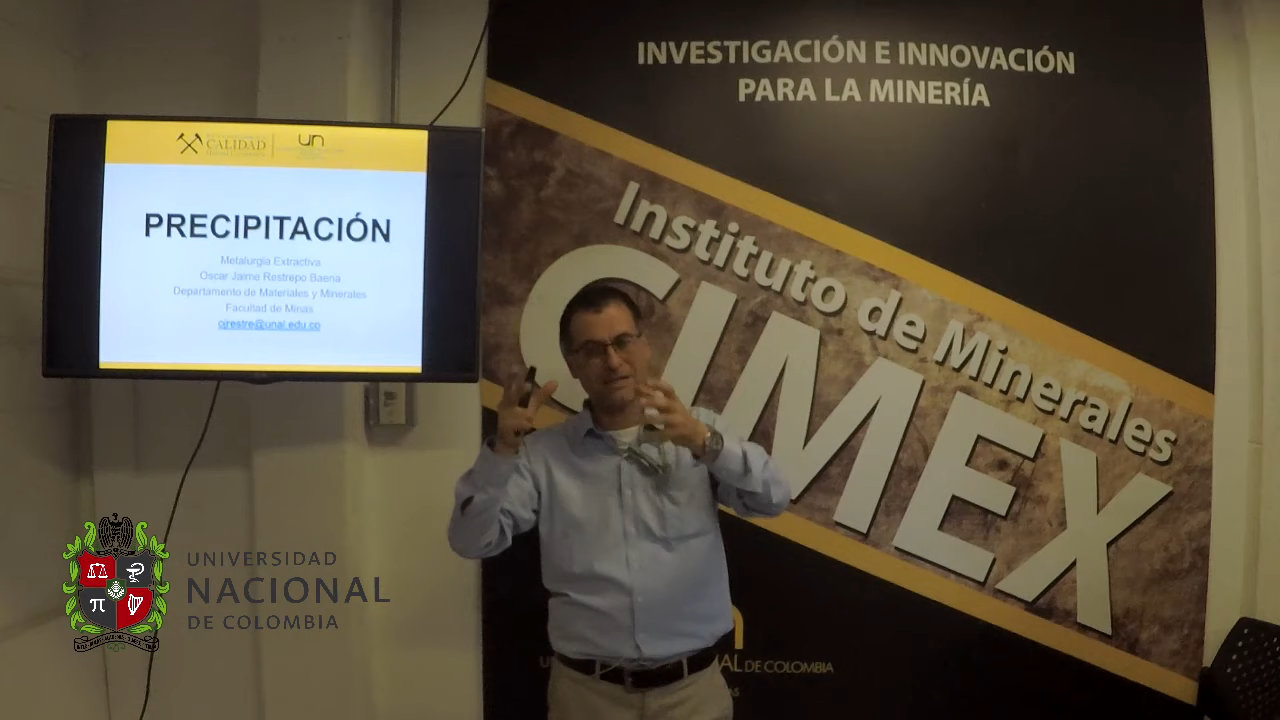 INVESTIGACIÓN E INNOVACIÓN
PARA LA MINERÍA
Instituto de Minerales
CIMEX
CALIDAD
un
PRECIPITACIÓN
Metalurgia Extractiva
Oscar Jaime Restrepo Baena
Departamento de Materiales y Minerales
Facultad de Minas
ojrestre@unal.edu.co
UNIVERSIDAD
NACIONAL
DE COLOMBIA
DE COLOMBIA